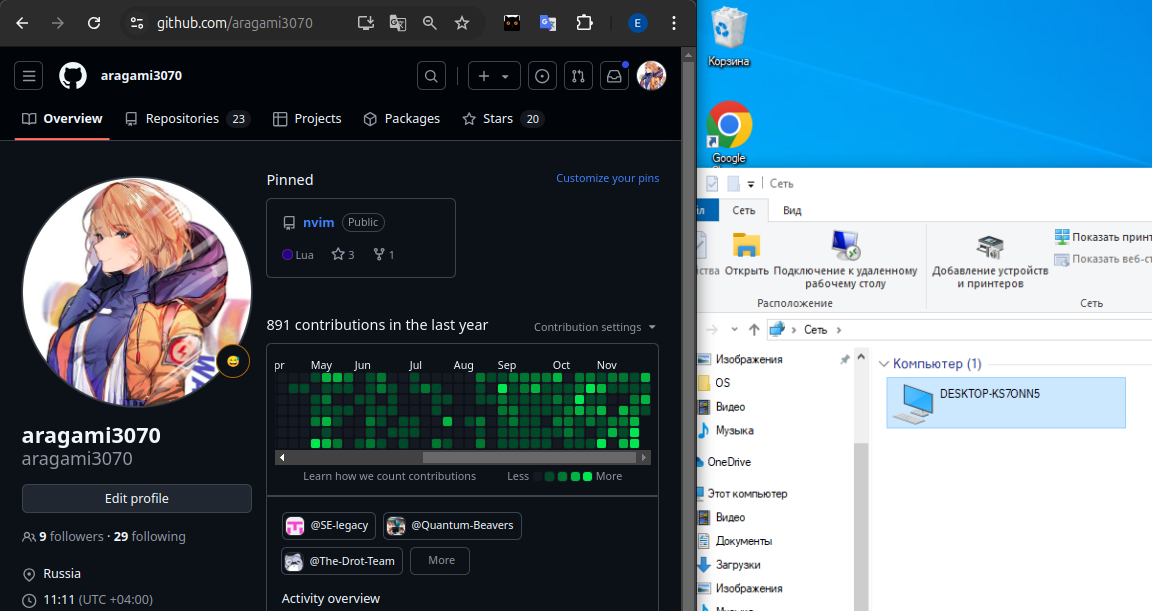 github.com/aragami3070
E
aragami3070
Overview
Repositories 23
Projects
Packages
Stars 20
Pinned
Customize your pins
nvim Public
Lua 3 1
891 contributions in the last year
Contribution settings
pr May Jun Jul Aug Sep Oct Nov
Learn how we count contributions
Less More
aragami3070
aragami3070
Edit profile
9 followers · 29 following
Russia
11:11 (UTC +04:00)
@SE-legacy
@Quantum-Beavers
@The-Drot-Team
More
Activity overview
Корзина
Google
Сеть
Сеть
Вид
Открыть
Подключение к удаленному
рабочему столу
Добавление устройств
и принтеров
Показать принт
Показать веб-ст
Расположение
Сеть
Сеть
Изображения
OS
Видео
Музыка
OneDrive
Этот компьютер
Видео
Документы
Загрузки
Изображения
Компьютер (1)
DESKTOP-KS7ONN5